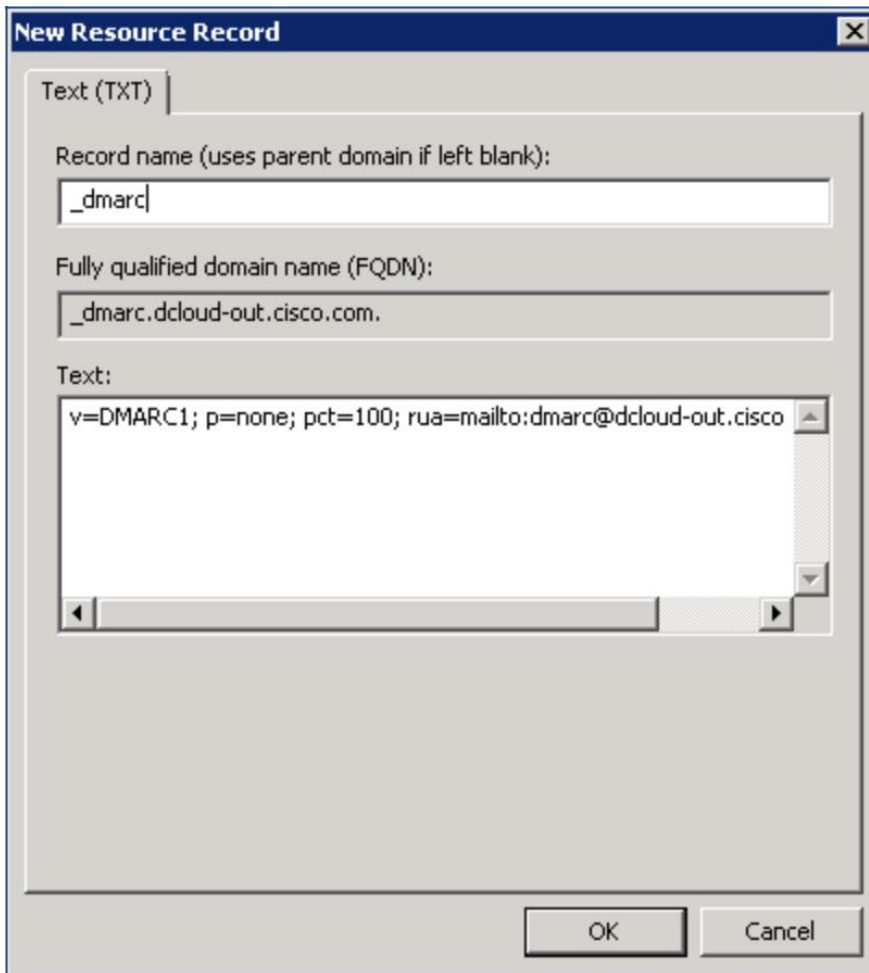 New Resource Record
Text (TXT)
Record name (uses parent domain if left blank):
_dmarc
Fully qualified domain name (FQDN):
_dmarc.dcloud-out.cisco.com.
Text:
v=DMARC1; p=none; pct=100; rua=mailto:dmarc@dcloud-out.cisco
OK
Cancel